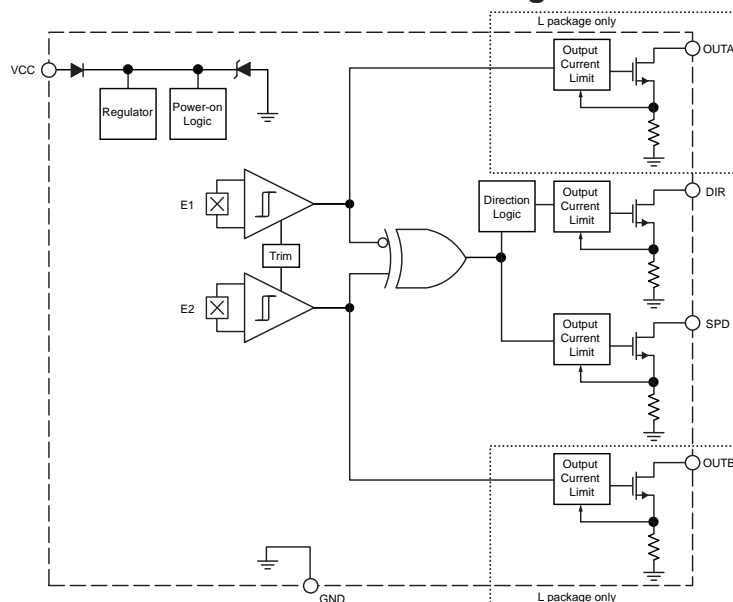 L package only
VCC
Regulator
Power-on
Logic
Output
Current
Limit
OUTA
E1
Trim
E2
Direction
Logic
Output
Current
Limit
DIR
Output
Current
Limit
SPD
Output
Current
Limit
OUTB
GND
L package only